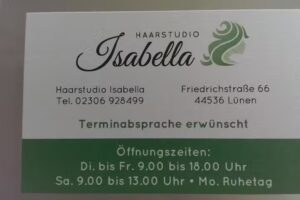 HAARSTUDIO
Isabella
Haarstudio Isabella Friedrichstraße 66
Tel. 02306 928499 44536 Lünen
Terminabsprache erwünscht
Öffnungszeiten:
Di. bis Fr. 9.00 bis 18.00 Uhr
Sa. 9.00 bis 13.00 Uhr • Mo. Ruhetag